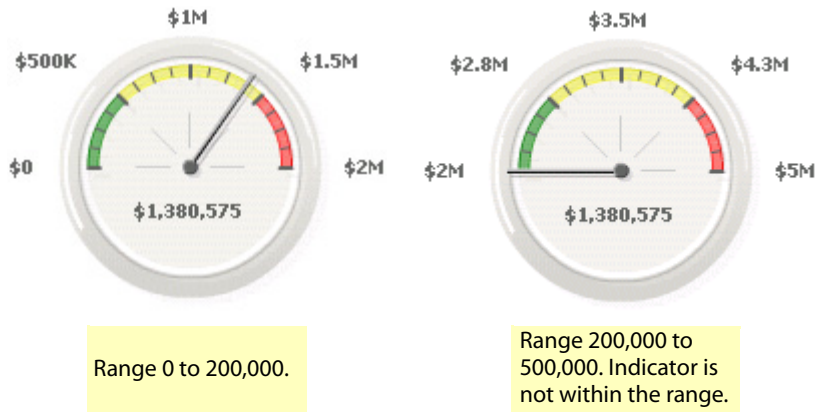 $1M
$500K
$1.5M
$0
$2M
$1,380,575
Range 0 to 200,000.
$3.5M
$2.8M
$4.3M
$2M
$5M
$1,380,575
Range 200,000 to
500,000. Indicator is
not within the range.